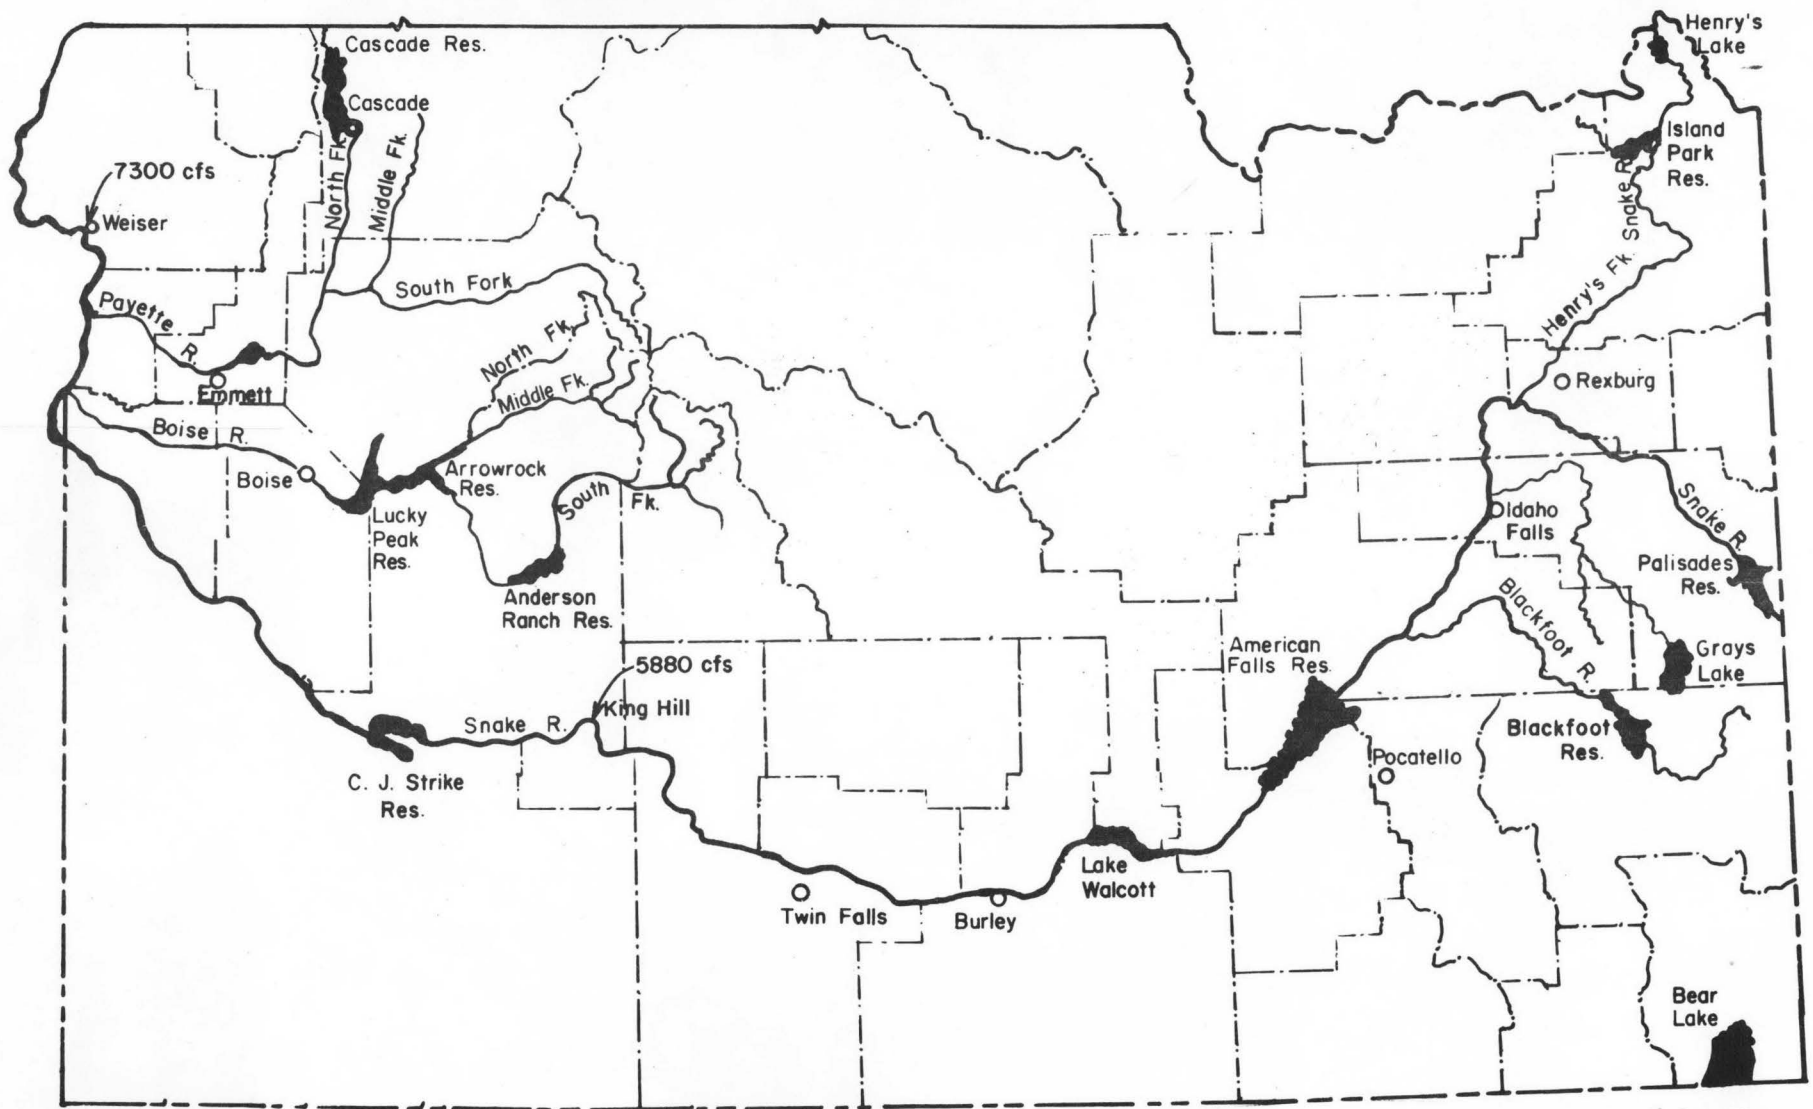 Henry's
Lake
Cascade Res.
Cascade
Island
Park
Res.
North Fk.
Middle Fk.
7300 cfs
Weiser
Snake R.
Henry's Fk.
South Fork
Payette
R.
Emmett
North Fk.
Middle Fk.
Rexburg
Boise R.
Boise
Arrowrock
Res.
South
Fk.
Lucky
Peak
Res.
Idaho
Falls
Snake R.
Palisades
Res.
Anderson
Ranch Res.
Blackfoot R.
American
Falls Res.
Grays
Lake
5880 cfs
King Hill
Snake R.
Blackfoot
Res.
Pocatello
C. J. Strike
Res.
Lake
Walcott
Twin Falls
Burley
Bear
Lake